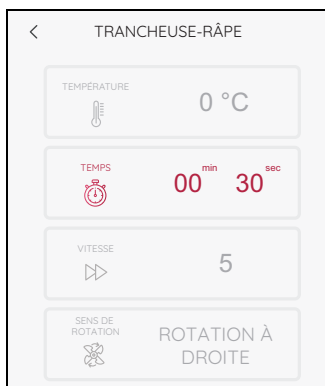 TRANCHEUSE-RÂPE
TEMPÉRATURE
0 °C
TEMPS
00 min 30 sec
VITESSE
5
SENS DE
ROTATION
ROTATION À
DROITE